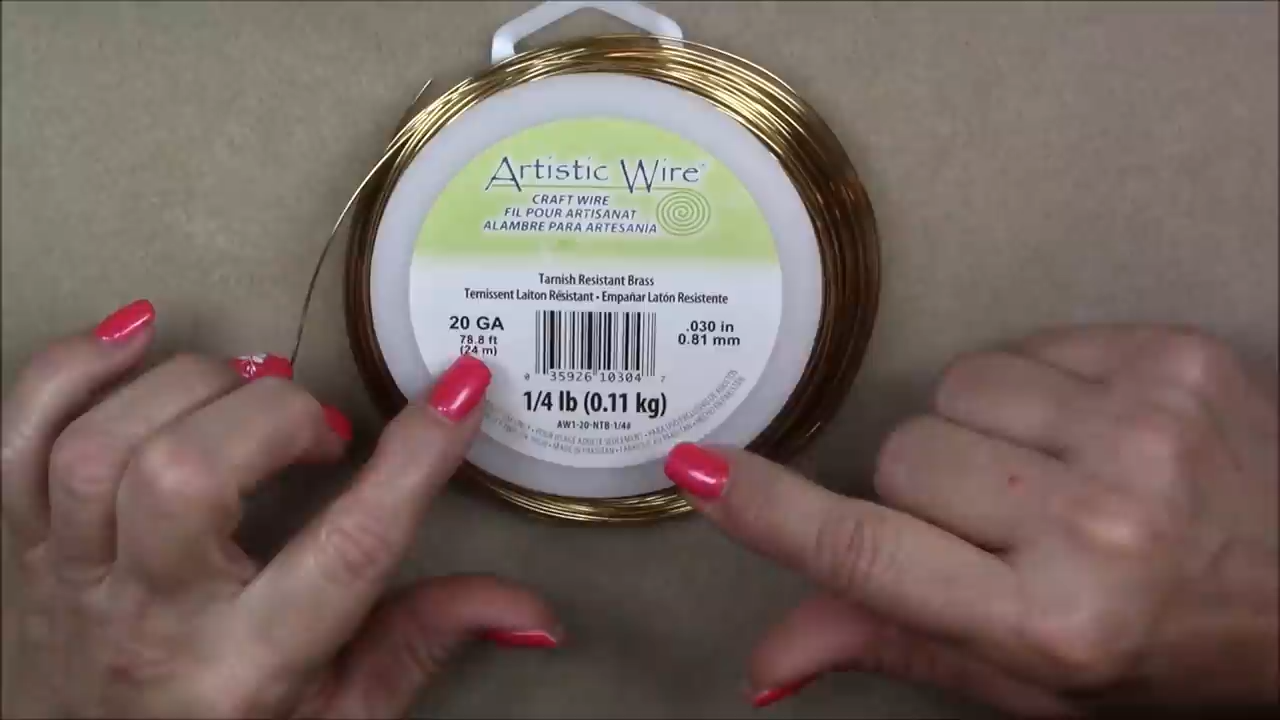 Artistic Wire®
CRAFT WIRE
FIL POUR ARTISANAT
ALAMBRE PARA ARTESANÍA
Tarnish Resistant Brass
Ternissent Laiton Résistant • Empañar Latón Resistente
20 GA
78.8 ft
(24 m)
.030 in
0.81 mm
0 35926 10304 7
1/4 lb (0.11 kg)
AW1-20-NTB-1/4#